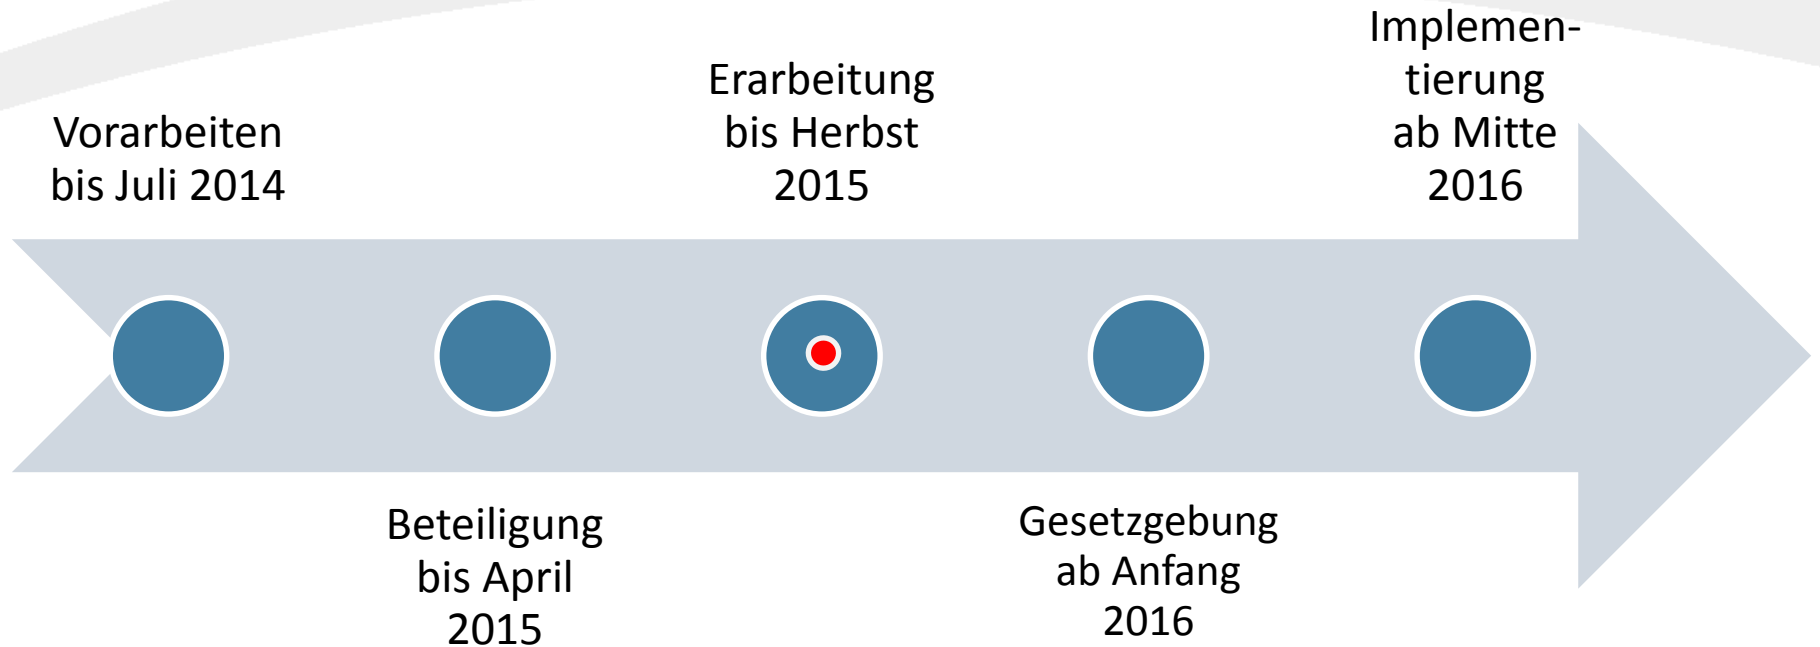 Vorarbeiten
bis Juli 2014
Beteiligung
bis April
2015
Erarbeitung
bis Herbst
2015
Gesetzgebung
ab Anfang
2016
Implemen-
tierung
ab Mitte
2016